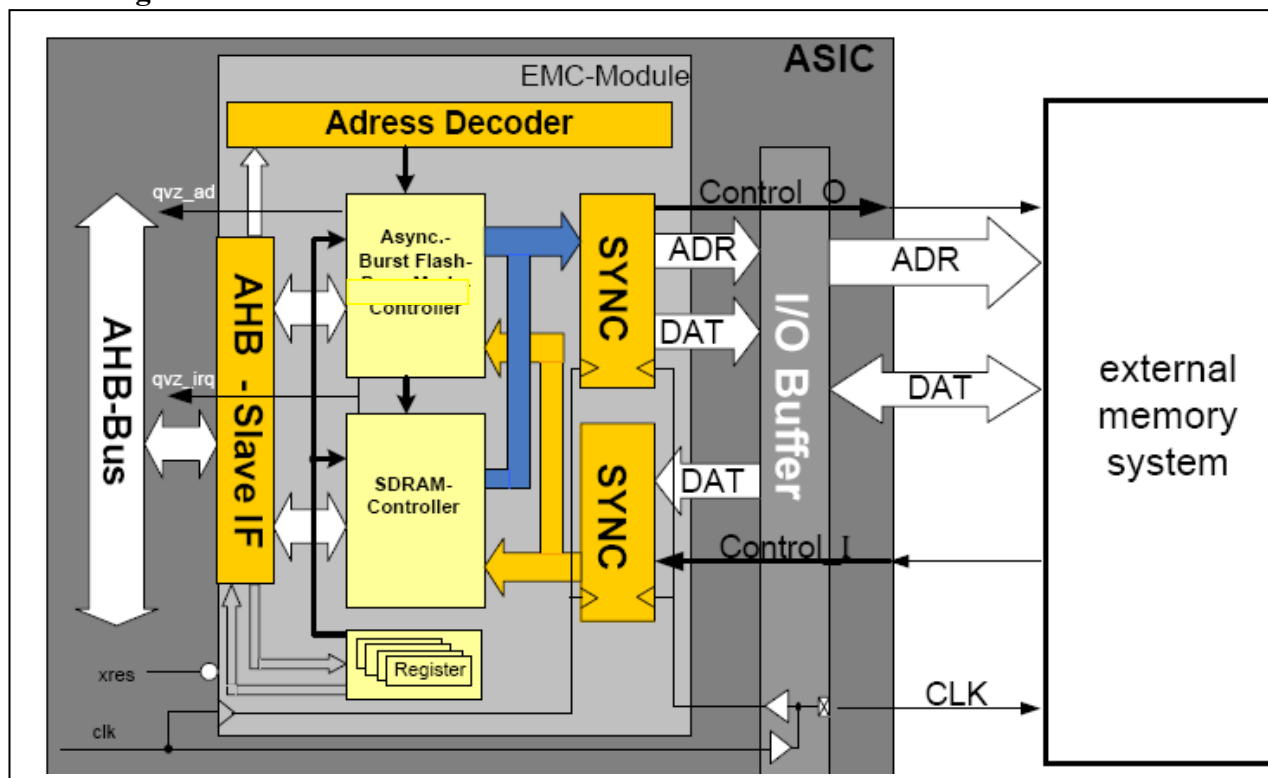 ASIC
EMC-Module
Adress Decoder
qvz_ad
Control_O
Async.-
Burst Flash-
Controller
SYNC
ADR
ADR
AHB - Slave IF
I/O Buffer
DAT
AHB-Bus
qvz_irq
DAT
external
memory
system
SDRAM-
Controller
SYNC
DAT
Control_I
Register
xres
CLK
clk